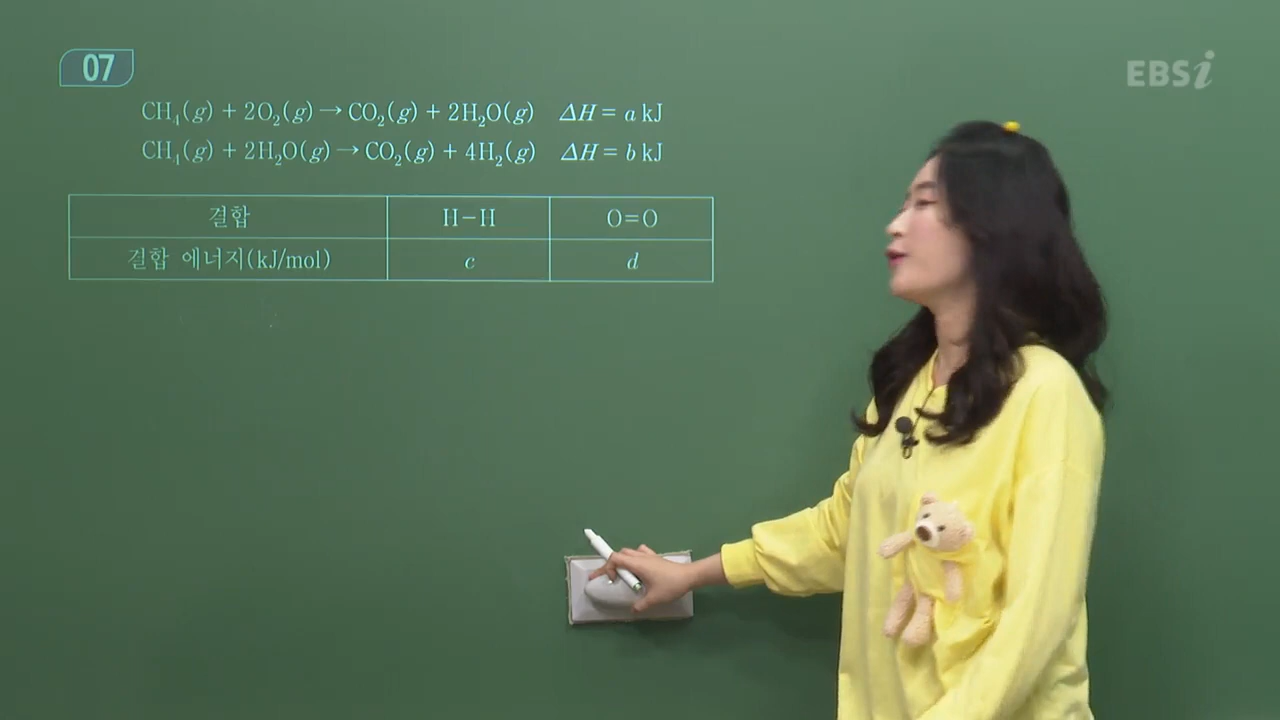 07
EBSi
CH₄(g) + 2O₂(g) → CO₂(g) + 2H₂O(g) ΔH = a kJ
CH₄(g) + 2H₂O(g) → CO₂(g) + 4H₂(g) ΔH = b kJ
결합 H-H O=O
결합 에너지(kJ/mol) c d